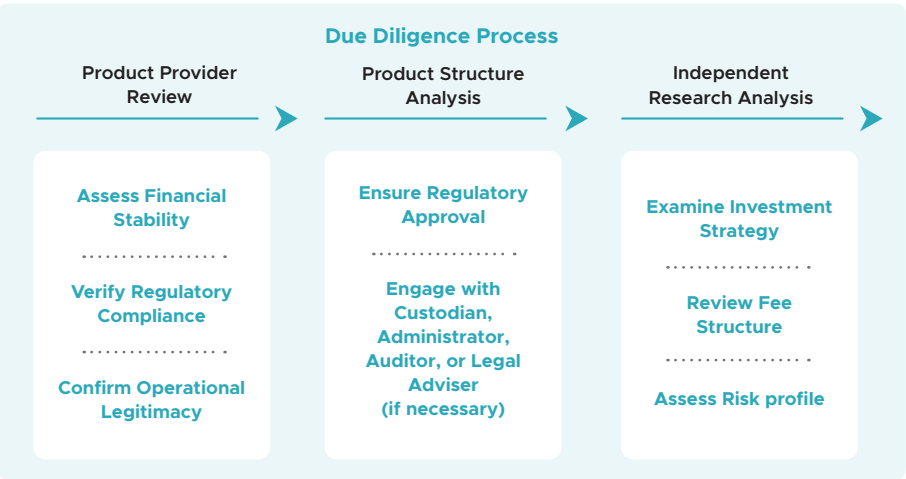 Due Diligence Process
Product Provider
Review
Product Structure
Analysis
Independent
Research Analysis
Assess Financial
Stability
Verify Regulatory
Compliance
Confirm Operational
Legitimacy
Ensure Regulatory
Approval
Engage with
Custodian,
Administrator,
Auditor, or Legal
Adviser
(if necessary)
Examine Investment
Strategy
Review Fee
Structure
Assess Risk profile